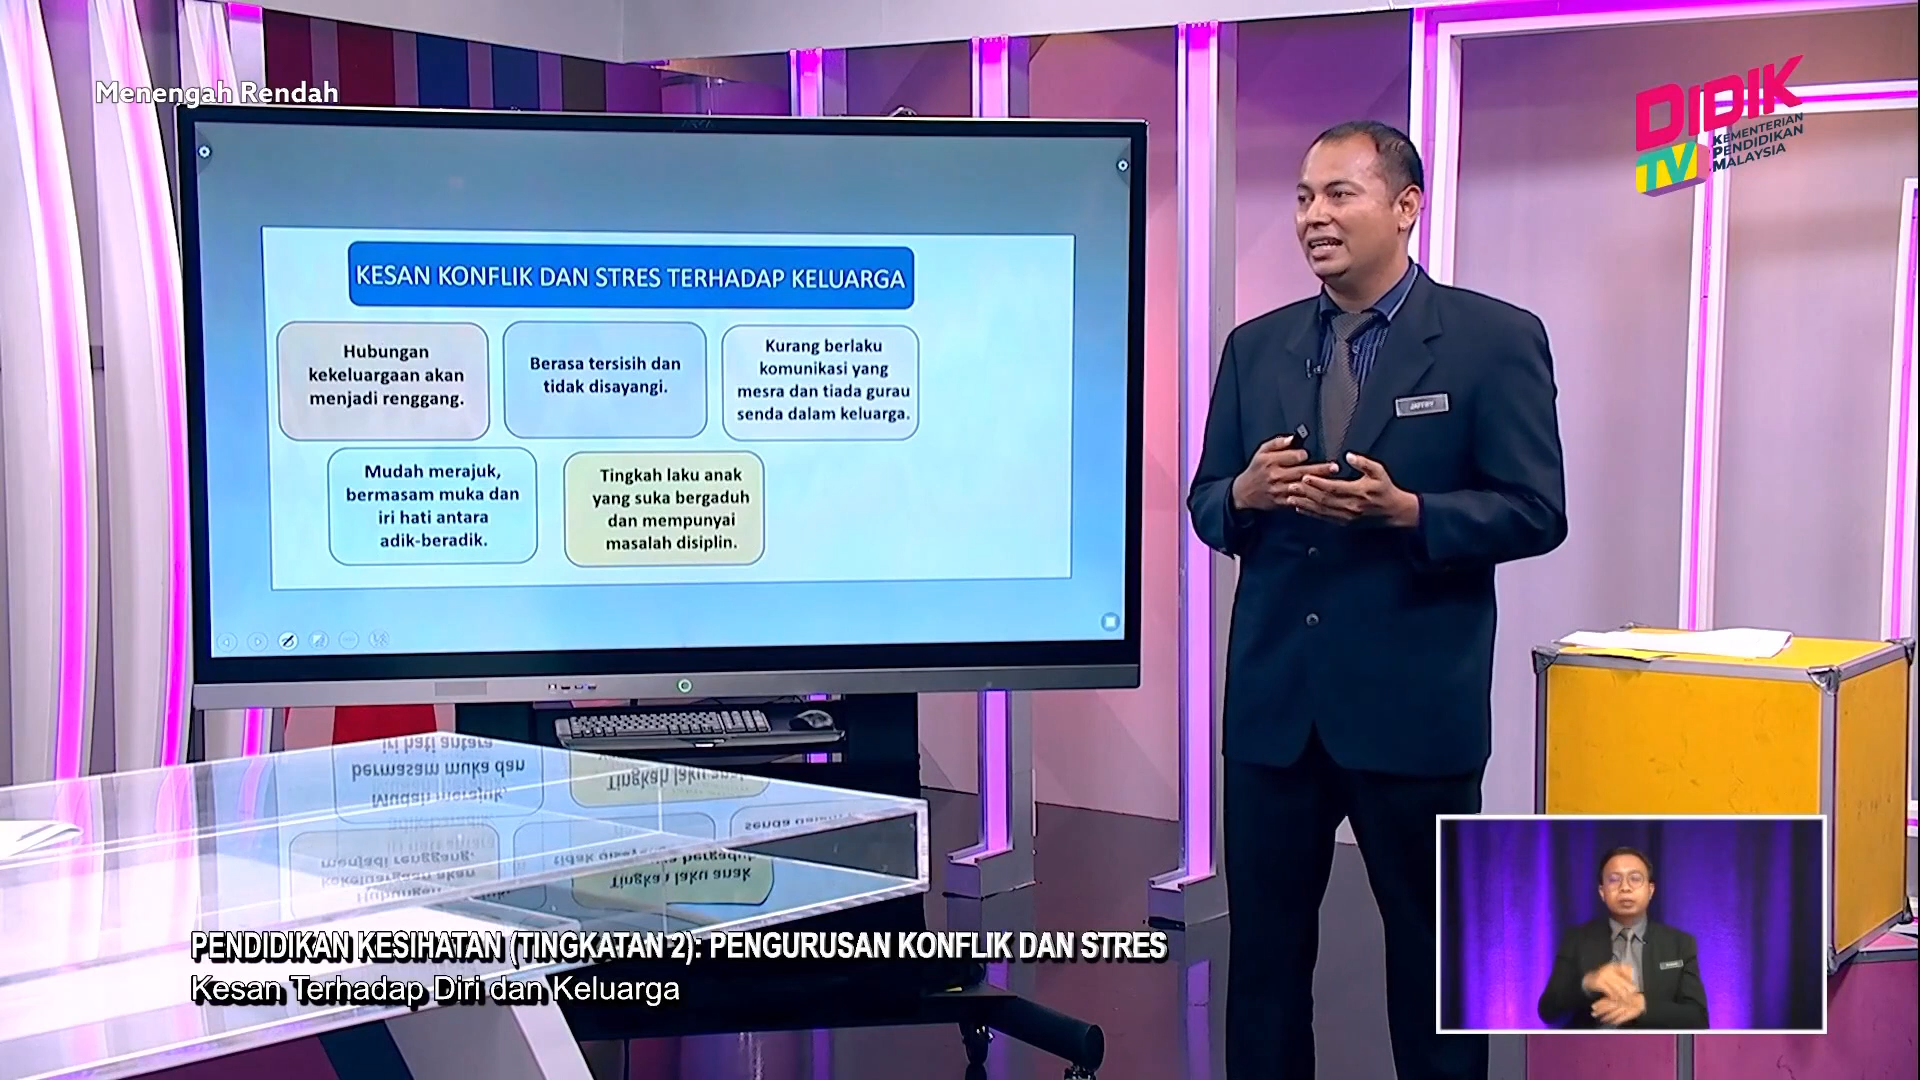 Menengah Rendah
DIDIK
TV
KEMENTERIAN
PENDIDIKAN
MALAYSIA
KESAN KONFLIK DAN STRES TERHADAP KELUARGA
Hubungan
kekeluargaan akan
menjadi renggang.
Berasa tersisih dan
tidak disayangi.
Kurang berlaku
komunikasi yang
mesra dan tiada gurau
senda dalam keluarga.
Mudah merajuk,
bermasam muka dan
iri hati antara
adik-beradik.
Tingkah laku anak
yang suka bergaduh
dan mempunyai
masalah disiplin.
PENDIDIKAN KESIHATAN (TINGKATAN 2): PENGURUSAN KONFLIK DAN STRES
Kesan Terhadap Diri dan Keluarga